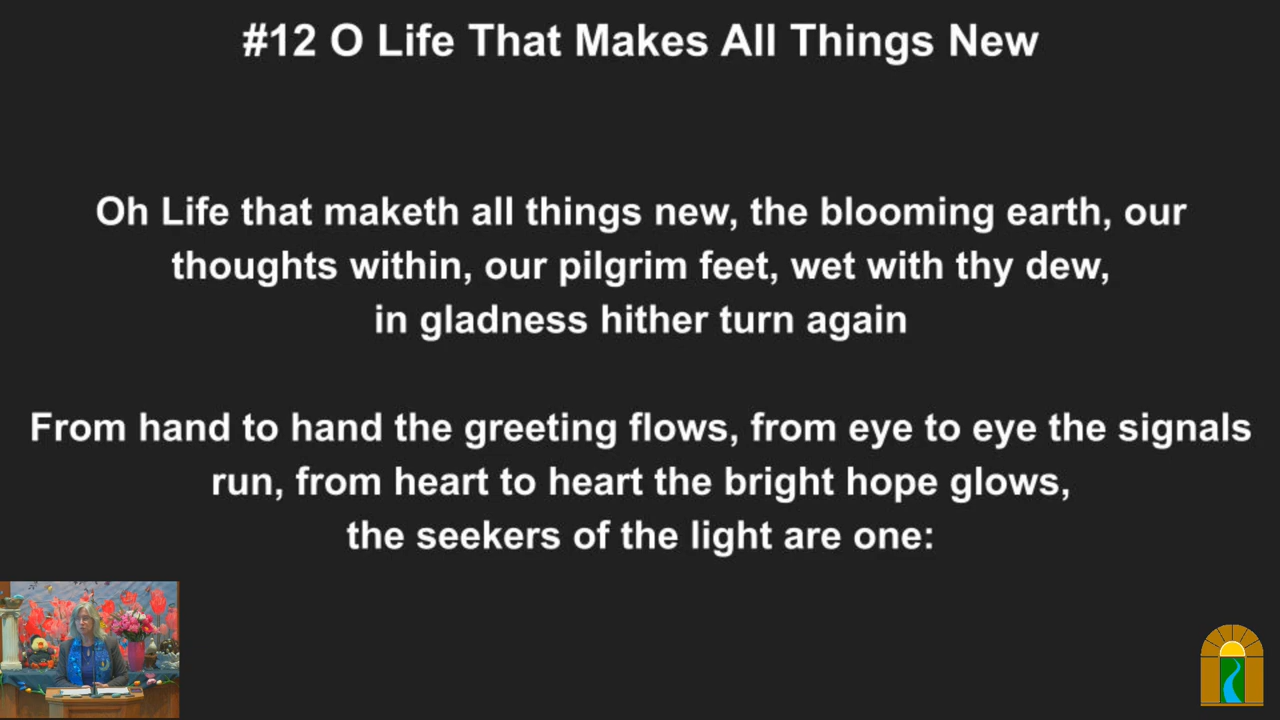 #12 O Life That Makes All Things New
Oh Life that maketh all things new, the blooming earth, our
thoughts within, our pilgrim feet, wet with thy dew,
in gladness hither turn again
From hand to hand the greeting flows, from eye to eye the signals
run, from heart to heart the bright hope glows,
the seekers of the light are one: